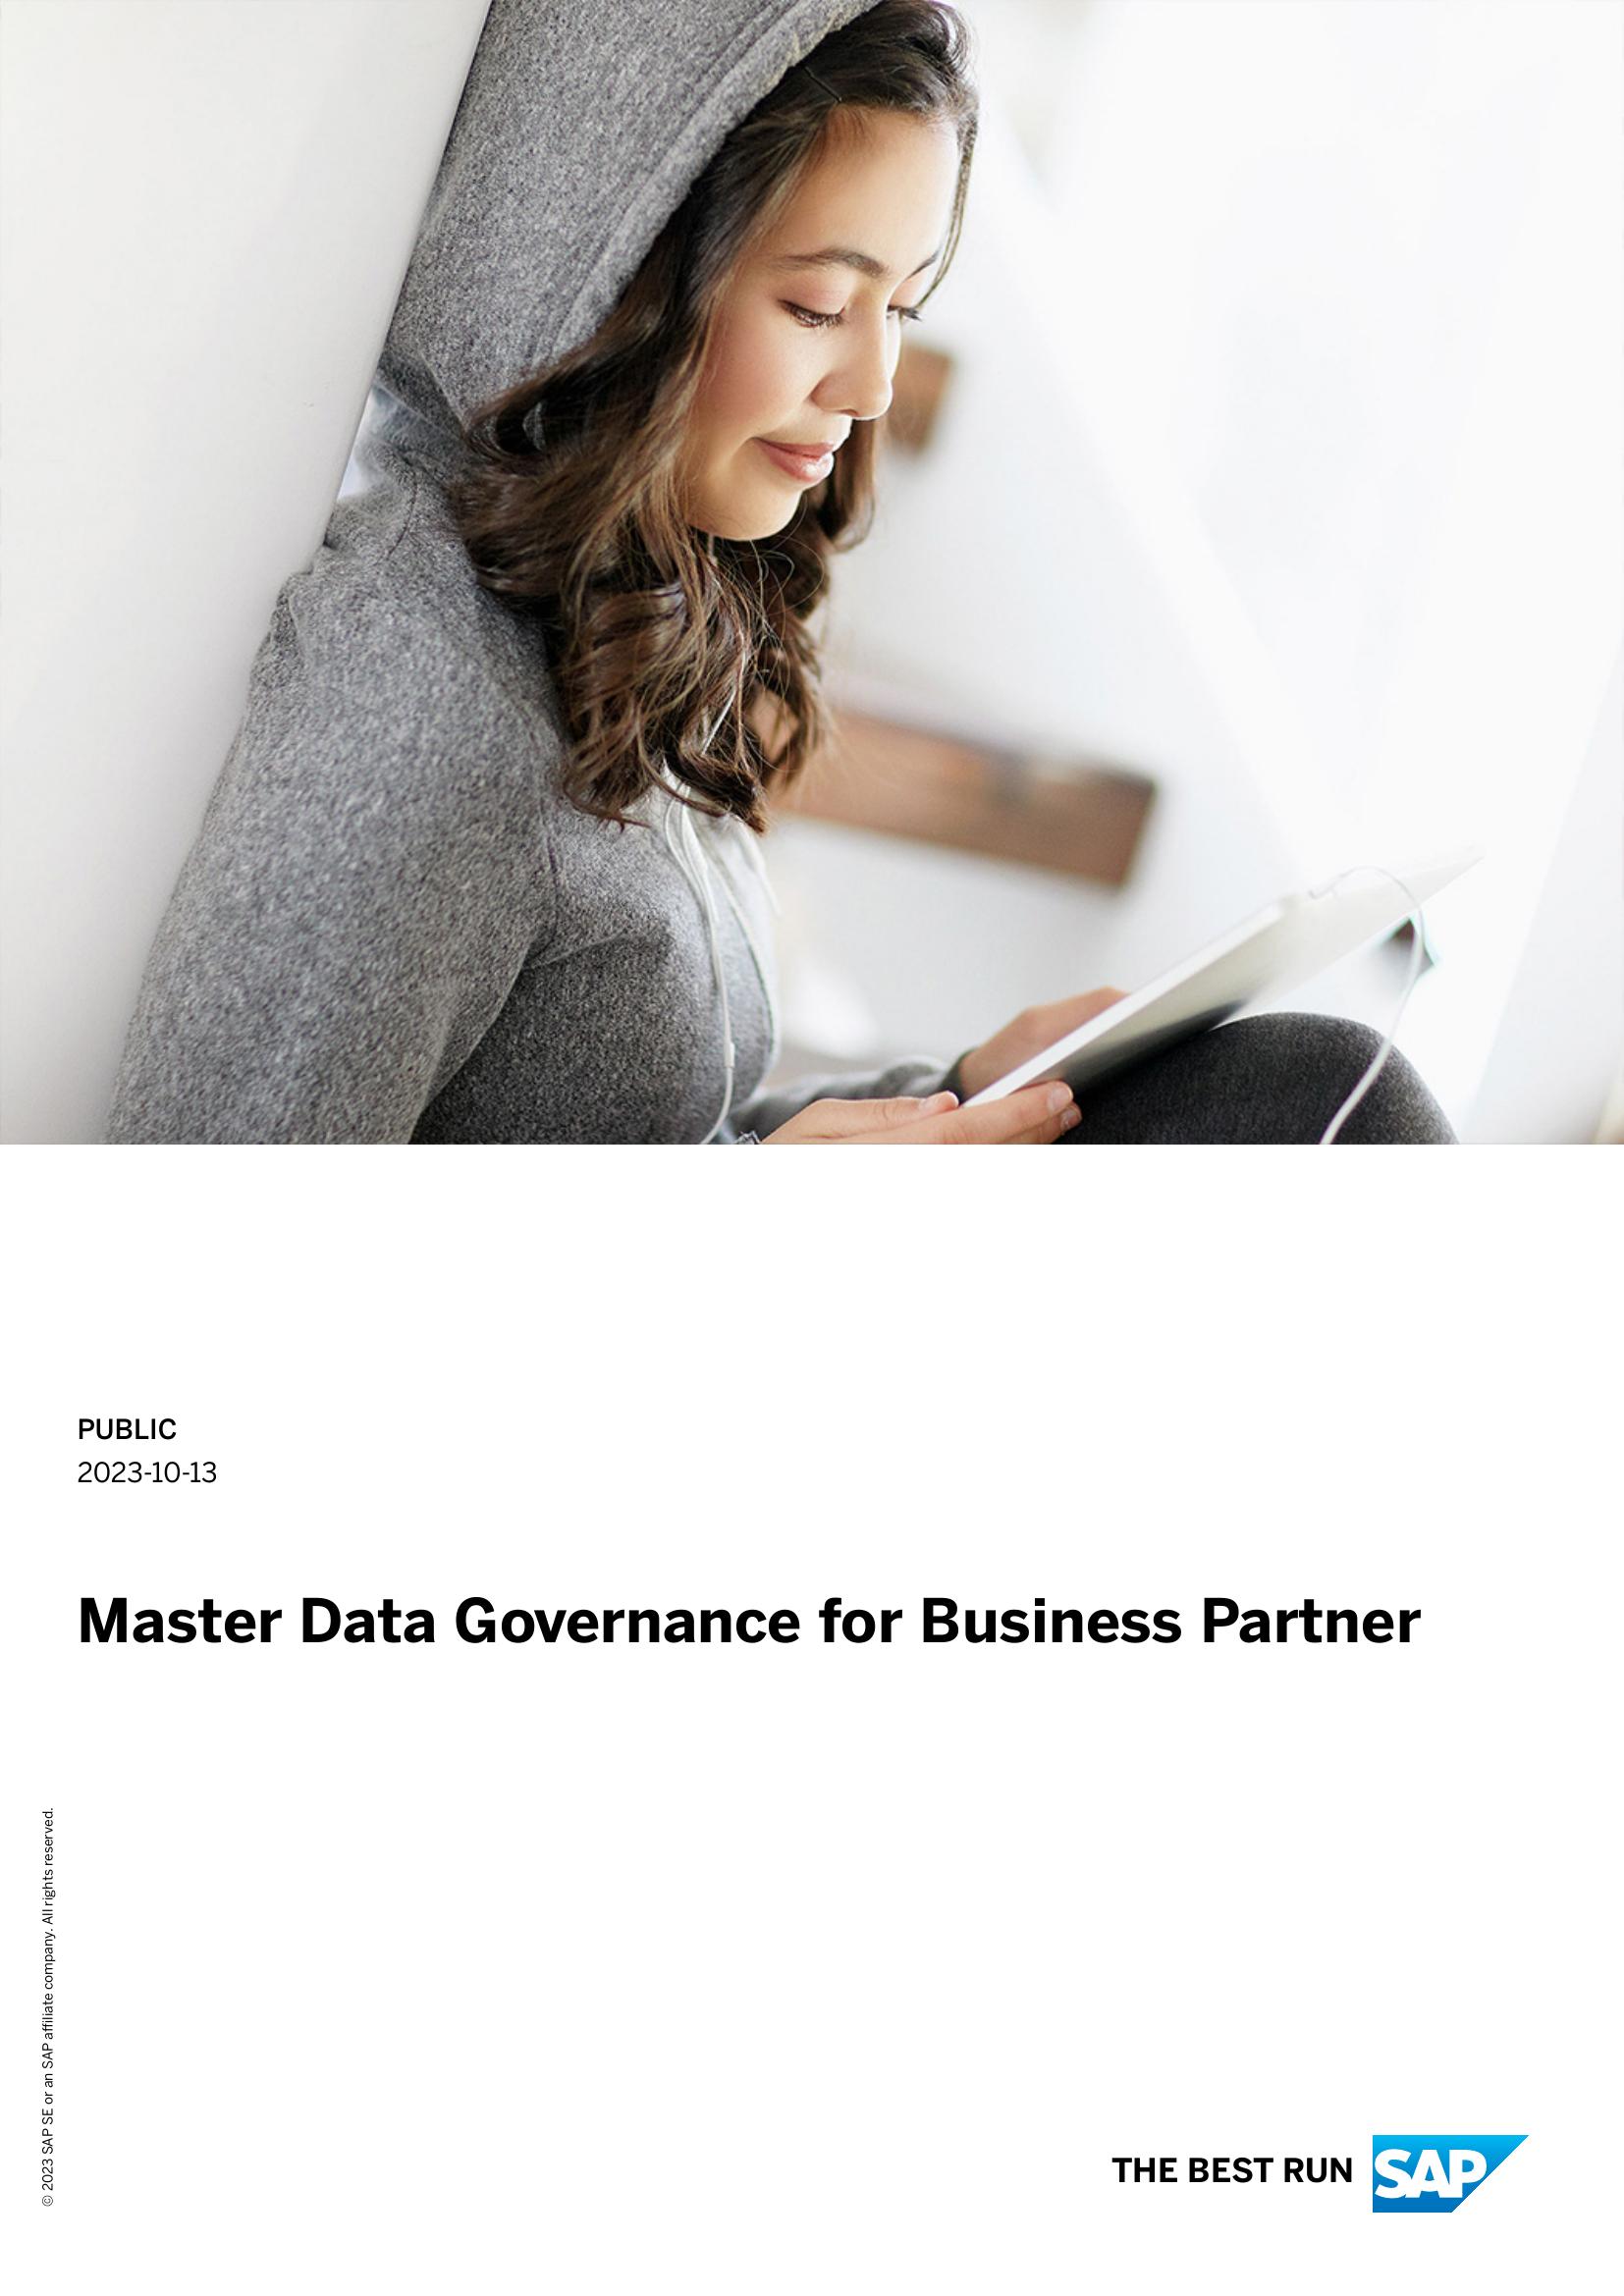 PUBLIC
2023-10-13
Master Data Governance for Business Partner
© 2023 SAP SE or an SAP affiliate company. All rights reserved.
THE BEST RUN SAP